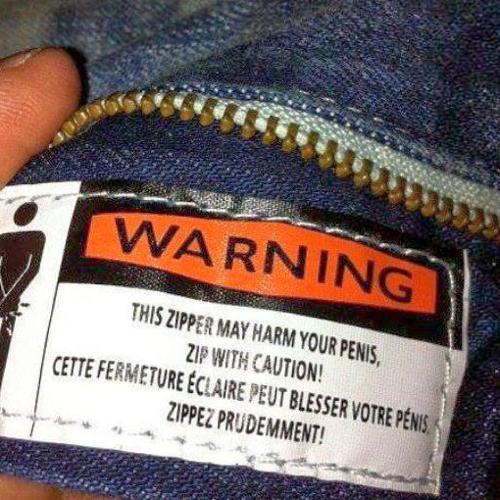 WARNING
THIS ZIPPER MAY HARM YOUR PENIS,
ZIP WITH CAUTION!
CETTE FERMETURE ÉCLAIRE PEUT BLESSER VOTRE PÉNIS.
ZIPPEZ PRUDEMMENT!